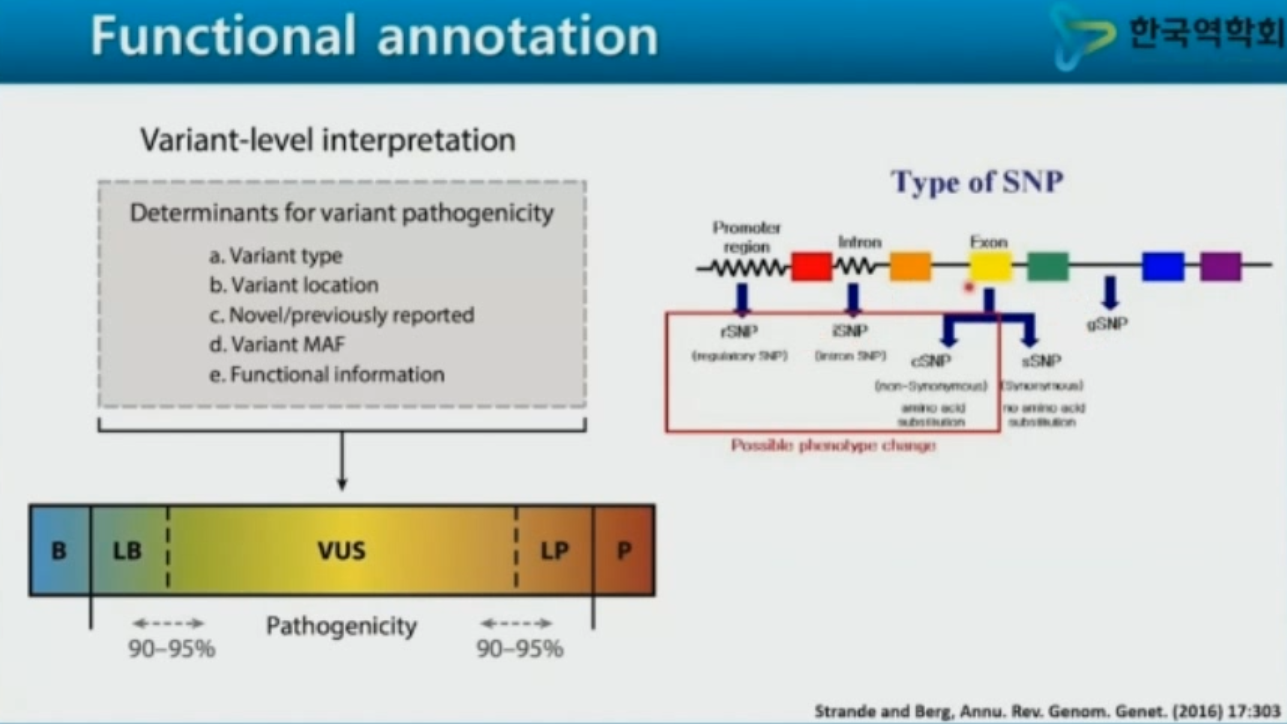 Functional annotation
한국역학회
Variant-level interpretation
Determinants for variant pathogenicity
a. Variant type
b. Variant location
c. Novel/previously reported
d. Variant MAF
e. Functional information
B LB VUS LP P
Pathogenicity
90–95% 90–95%
Type of SNP
Promoter
region
Intron
Exon
rSNP
(regulatory SNP)
iSNP
(intron SNP)
cSNP
(non-Synonymous)
amino acid
substitution
sSNP
(Synonymous)
no amino acid
substitution
gSNP
Possible phenotype change
Strande and Berg, Annu. Rev. Genom. Genet. (2016) 17:303